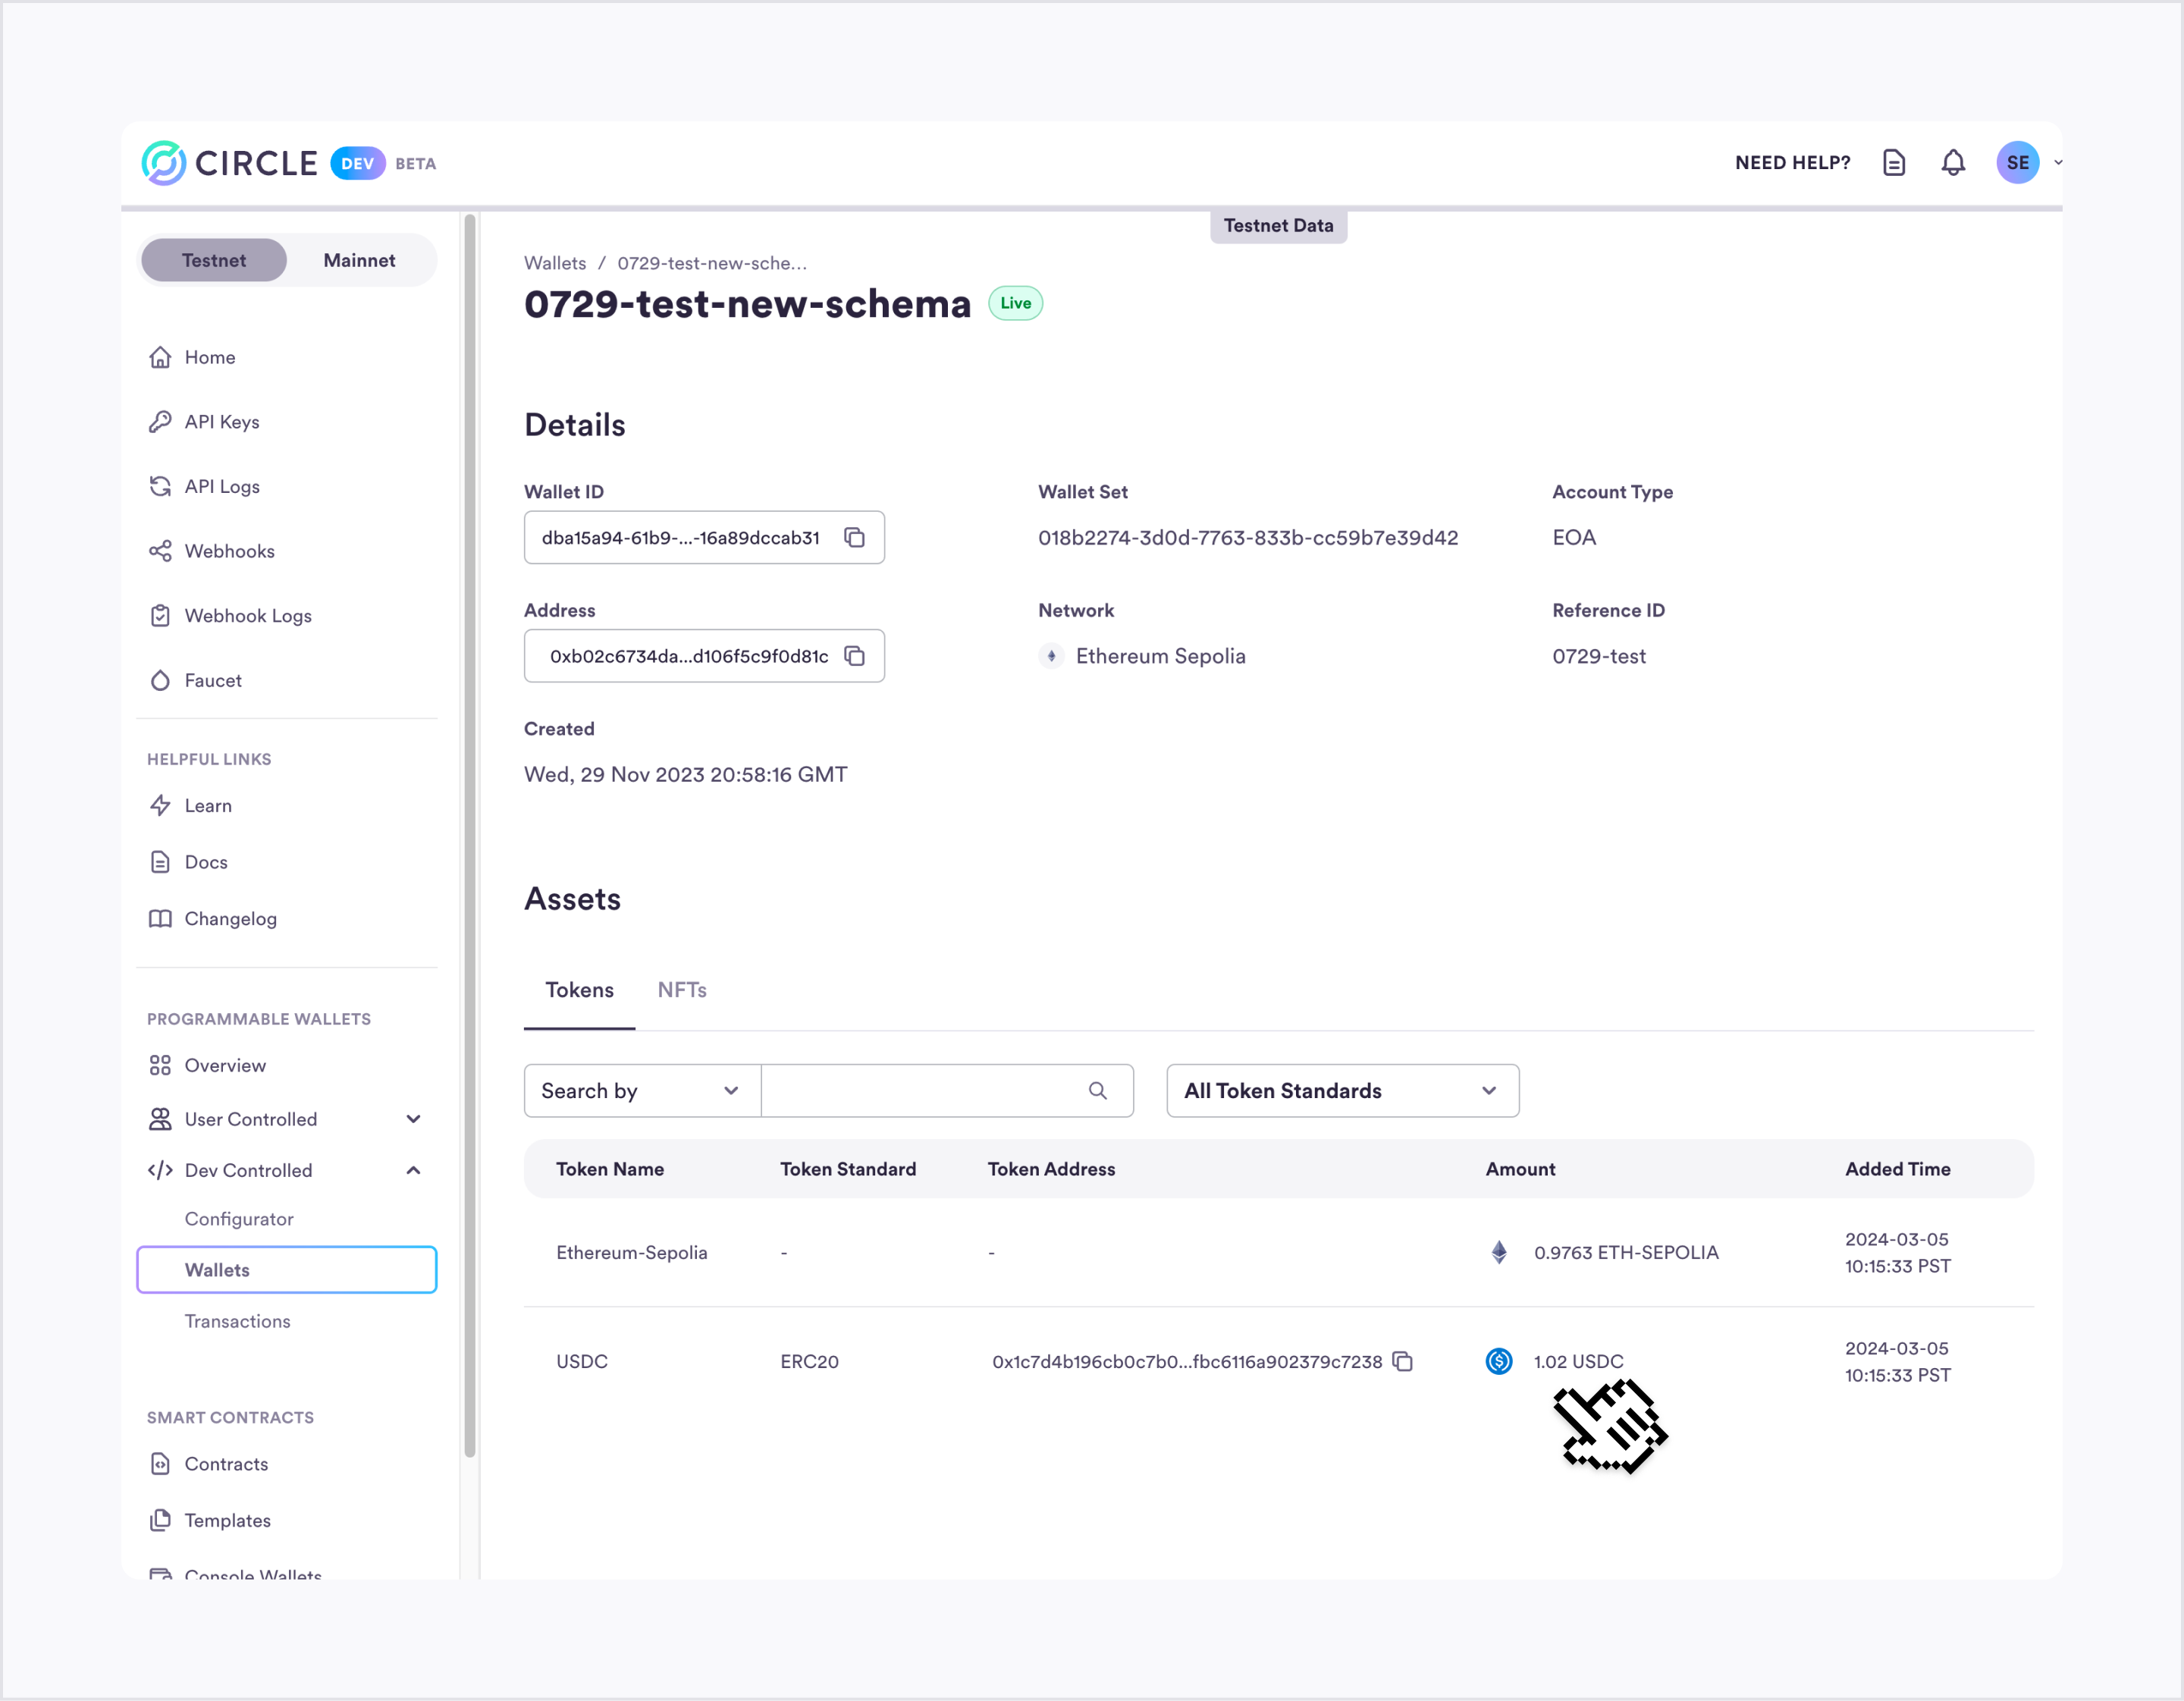 CIRCLE DEV BETA
NEED HELP?
SE
Testnet Mainnet
Home
API Keys
API Logs
Webhooks
Webhook Logs
Faucet
HELPFUL LINKS
Learn
Docs
Changelog
PROGRAMMABLE WALLETS
Overview
User Controlled
Dev Controlled
Configurator
Wallets
Transactions
SMART CONTRACTS
Contracts
Templates
Console Wallets
Testnet Data
Wallets / 0729-test-new-sche...
0729-test-new-schema Live
Details
Wallet ID
dba15a94-61b9-...-16a89dccab31
Wallet Set
018b2274-3d0d-7763-833b-cc59b7e39d42
Account Type
EOA
Address
0xb02c6734da...d106f5c9f0d81c
Network
Ethereum Sepolia
Reference ID
0729-test
Created
Wed, 29 Nov 2023 20:58:16 GMT
Assets
Tokens NFTs
Search by
All Token Standards
Token Name Token Standard Token Address Amount Added Time
Ethereum-Sepolia - - 0.9763 ETH-SEPOLIA 2024-03-05
10:15:33 PST
USDC ERC20 0x1c7d4b196cb0c7b0...fbc6116a902379c7238 1.02 USDC 2024-03-05
10:15:33 PST